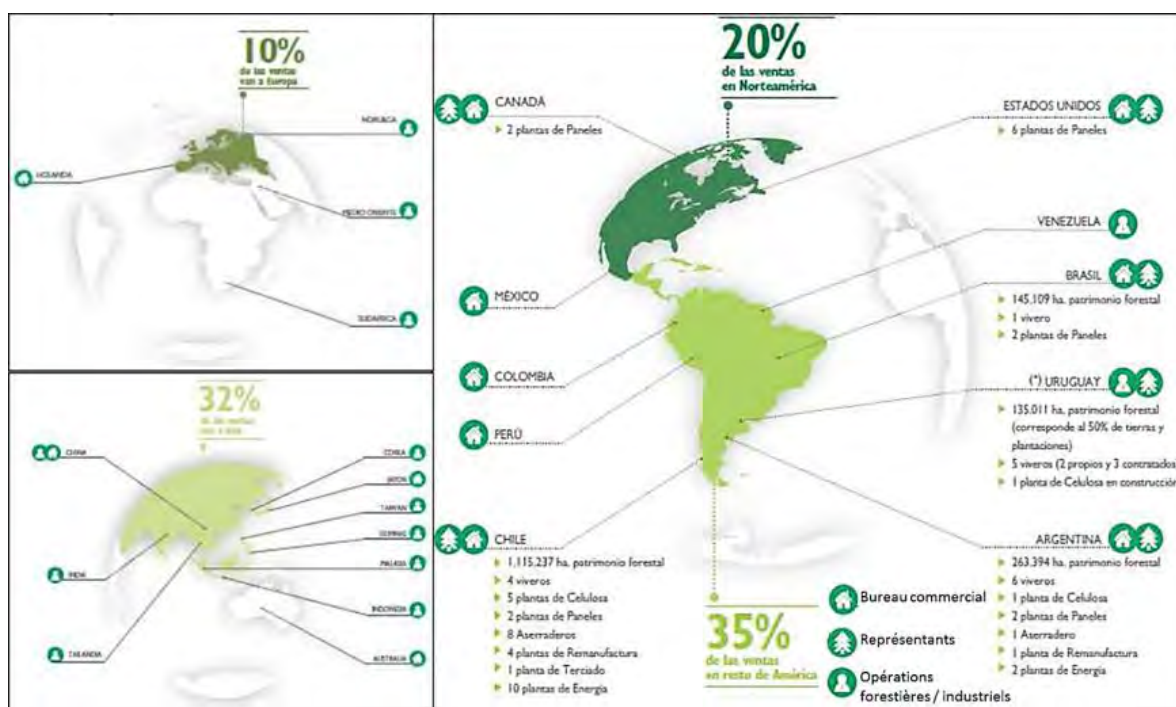 10%
de las ventas
van a Europa
NORUEGA
HOLANDA
MEDIO ORIENTE
SUDÁFRICA
32%
de las ventas
van a Asia
CHINA
COREA
JAPÓN
TAIWAN
MALASIA
INDIA
INDONESIA
TAILANDIA
AUSTRALIA
20%
de las ventas
en Norteamérica
CANADÁ
2 plantas de Paneles
ESTADOS UNIDOS
6 plantas de Paneles
VENEZUELA
BRASIL
145.109 ha. patrimonio forestal
1 vivero
2 plantas de Paneles
MÉXICO
COLOMBIA
PERÚ
(*) URUGUAY
135.011 ha. patrimonio forestal
(corresponde al 50% de tierras y
plantaciones)
5 viveros (2 propios y 3 contratados
1 planta de Celulosa en construcción
CHILE
1.115.237 ha. patrimonio forestal
4 viveros
5 plantas de Celulosa
2 plantas de Paneles
8 Aserraderos
4 plantas de Remanufactura
1 planta de Terciado
10 plantas de Energía
35%
de las ventas
en resto de América
Bureau commercial
Représentants
Opérations
forestières / industriels
ARGENTINA
263.394 ha. patrimonio forestal
6 viveros
1 planta de Celulosa
2 plantas de Paneles
1 Aserradero
1 planta de Remanufactura
2 plantas de Energía